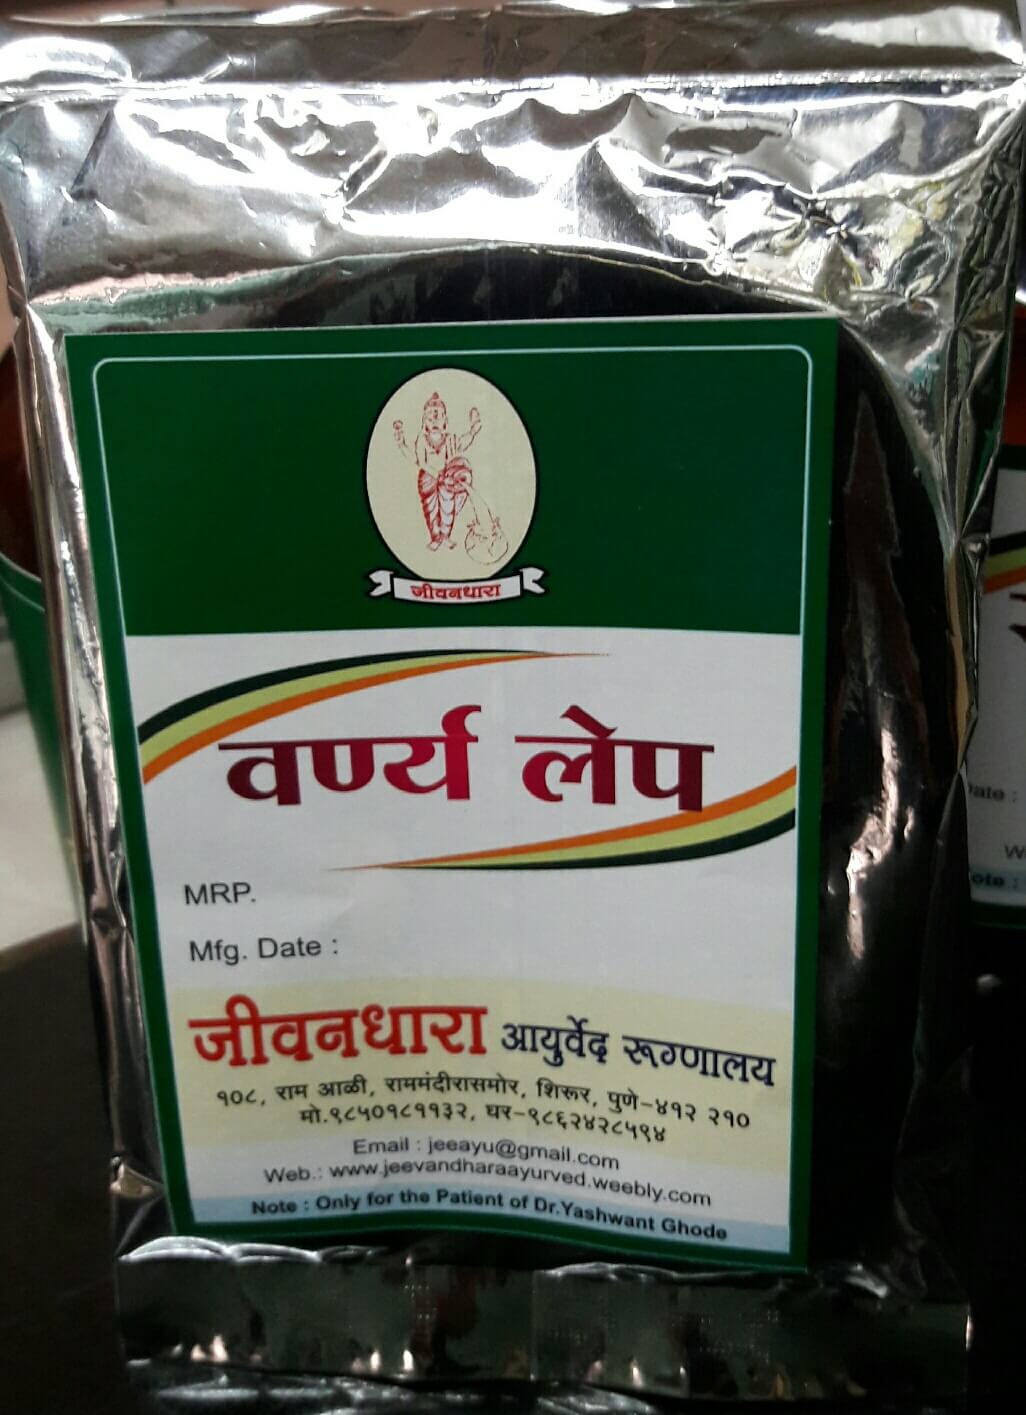 जीवनधारा
वर्ण्य लेप
MRP.
Mfg. Date :
जीवनधारा आयुर्वेद रूग्णालय
१०८, राम आळी, राममंदीरासमोर, शिरूर, पुणे-४१२ २१०
मो.९८५०१८११३२, घर-९८६२४२८५९४
Email : jeeayu@gmail.com
Web.: www.jeevandharaayurved.weebly.com
Note : Only for the Patient of Dr.Yashwant Ghode